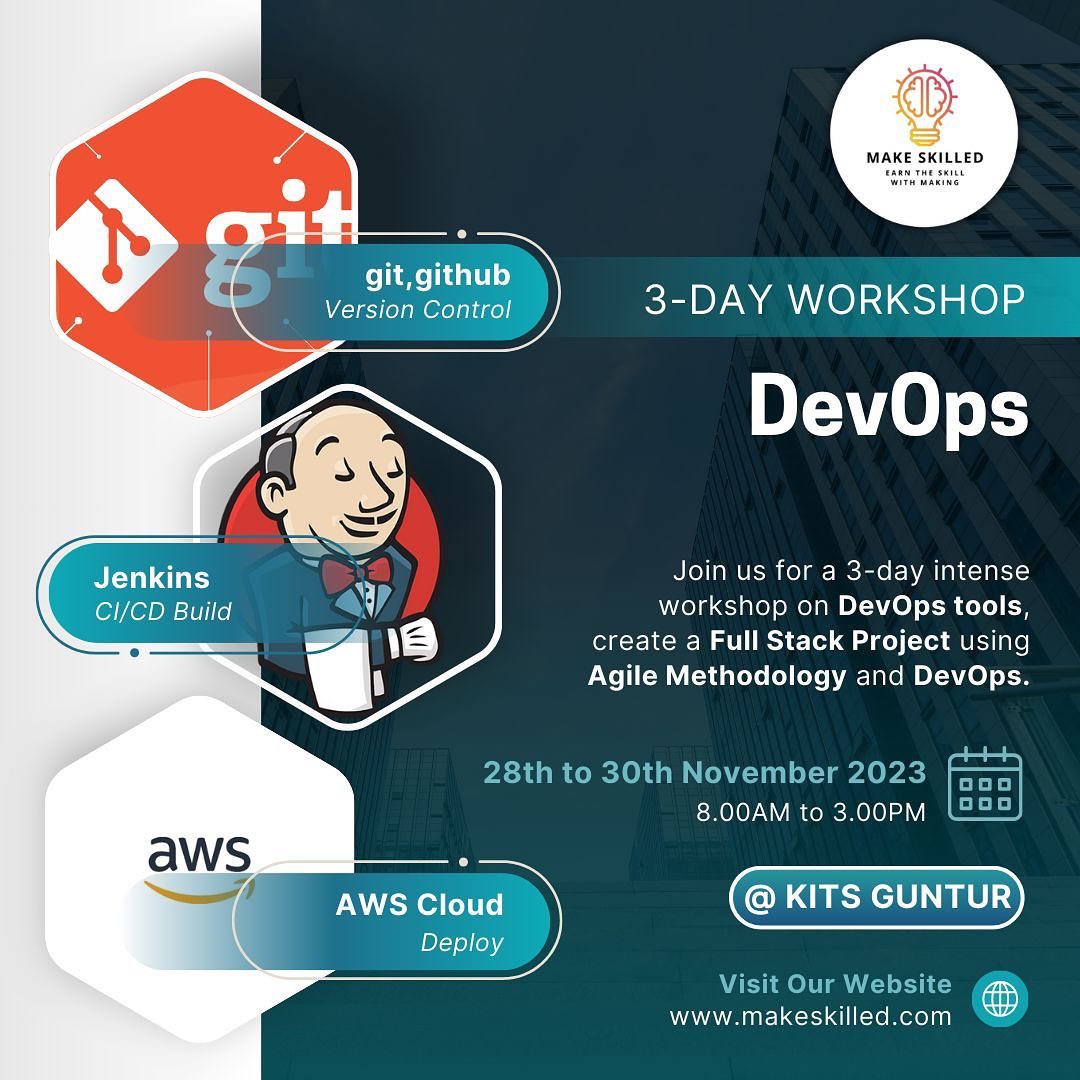 MAKE SKILLED
EARN THE SKILL
WITH MAKING
git
git,github
Version Control
3-DAY WORKSHOP
DevOps
Jenkins
CI/CD Build
Join us for a 3-day intense
workshop on DevOps tools,
create a Full Stack Project using
Agile Methodology and DevOps.
28th to 30th November 2023
8.00AM to 3.00PM
aws
AWS Cloud
Deploy
@ KITS GUNTUR
Visit Our Website
www.makeskilled.com